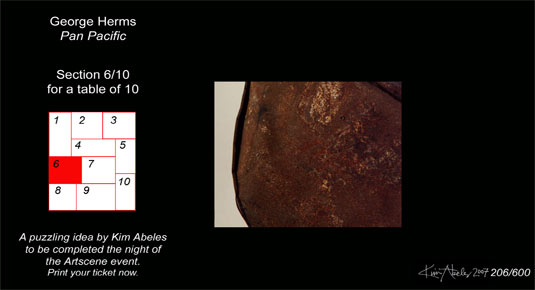 George Herms
Pan Pacific
Section 6/10
for a table of 10
1 2 3
4 5
6 7
10
8 9
A puzzling idea by Kim Abeles
to be completed the night of
the Artscene event.
Print your ticket now.
Kim Abeles 2007 206/600